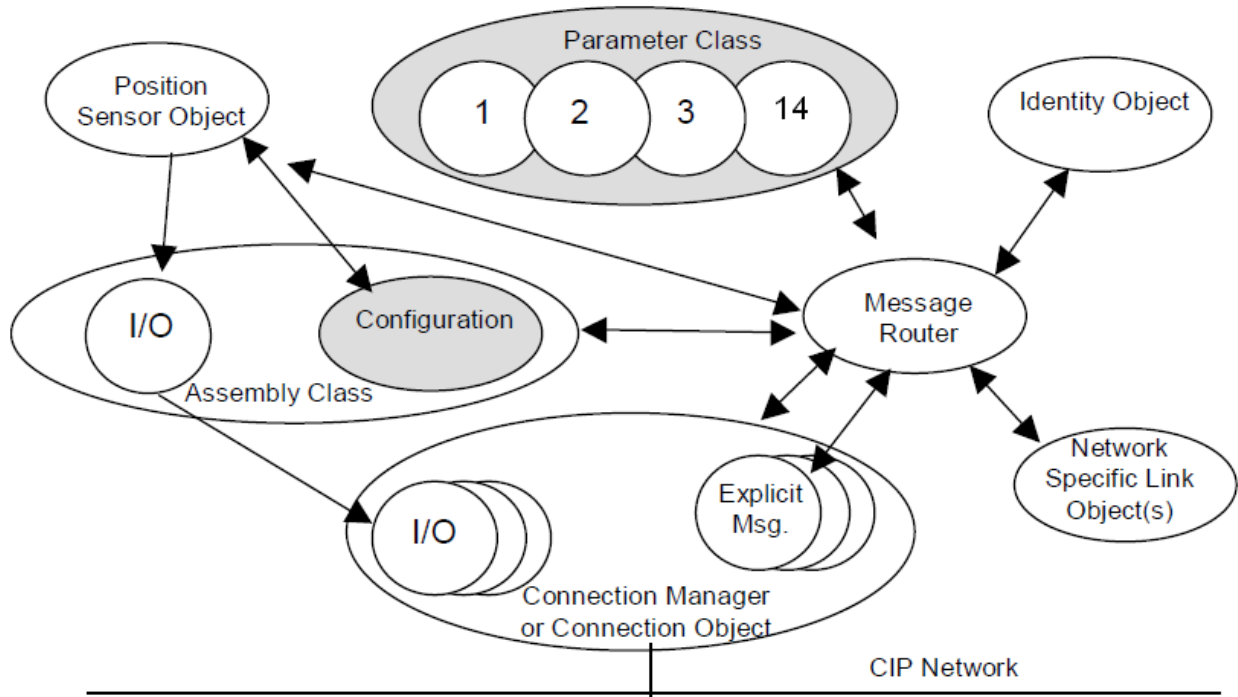 Parameter Class
1
2
3
14
Position
Sensor Object
Identity Object
I/O
Configuration
Assembly Class
Message
Router
I/O
Explicit
Msg.
Network
Specific Link
Object(s)
Connection Manager
or Connection Object
CIP Network